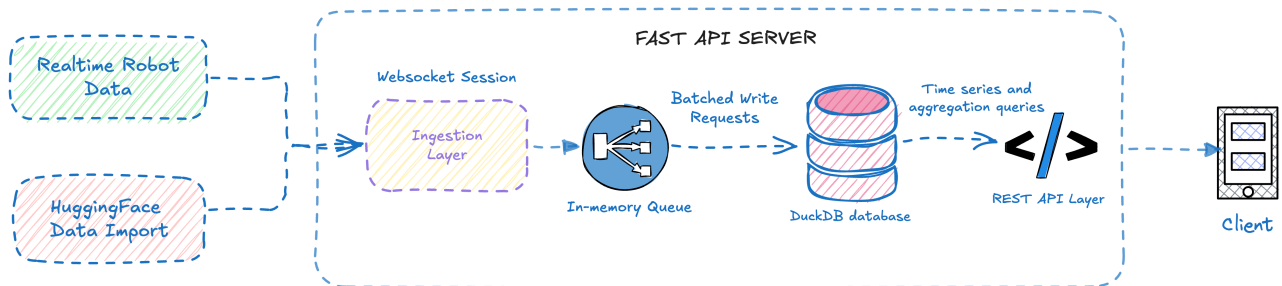 FAST API SERVER
Realtime Robot
Data
HuggingFace
Data Import
Websocket Session
Ingestion
Layer
In-memory Queue
Batched Write
Requests
DuckDB database
Time series and
aggregation queries
</>
REST API Layer
Client